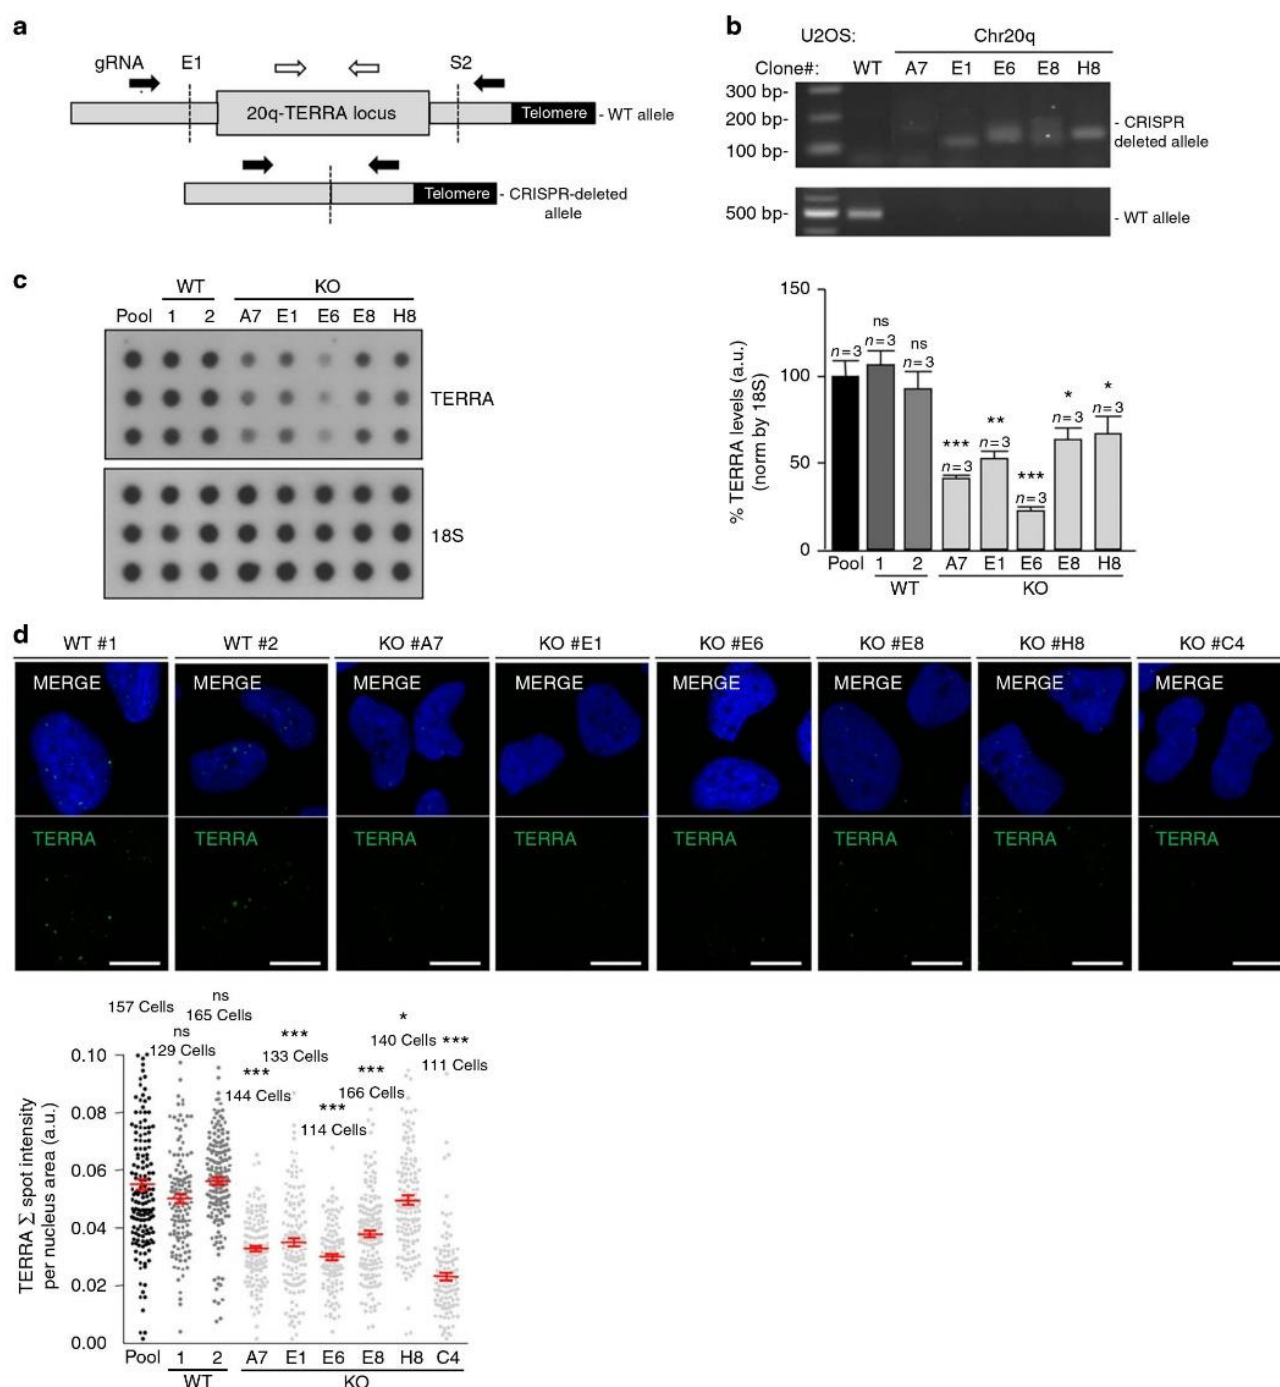 a
gRNA E1 S2
20q-TERRA locus Telomere - WT allele
Telomere - CRISPR-deleted
allele
b
U2OS: Chr20q
Clone#: WT A7 E1 E6 E8 H8
300 bp-
200 bp-
100 bp-
- CRISPR
deleted allele
500 bp-
- WT allele
c
WT KO
Pool 1 2 A7 E1 E6 E8 H8
TERRA
18S
% TERRA levels (a.u.)
(norm by 18S)
150
100
50
0
n=3
ns
n=3
ns
n=3
***
n=3
**
n=3
***
n=3
*
n=3
*
n=3
Pool 1 2 A7 E1 E6 E8 H8
WT KO
d
WT #1 WT #2 KO #A7 KO #E1 KO #E6 KO #E8 KO #H8 KO #C4
MERGE MERGE MERGE MERGE MERGE MERGE MERGE MERGE
TERRA TERRA TERRA TERRA TERRA TERRA TERRA TERRA
TERRA Σ spot intensity
per nucleus area (a.u.)
0.10
0.08
0.06
0.04
0.02
0.00
157 Cells
ns
129 Cells
ns
165 Cells
***
144 Cells
***
133 Cells
***
114 Cells
***
166 Cells
*
140 Cells
***
111 Cells
Pool 1 2 A7 E1 E6 E8 H8 C4
WT KO